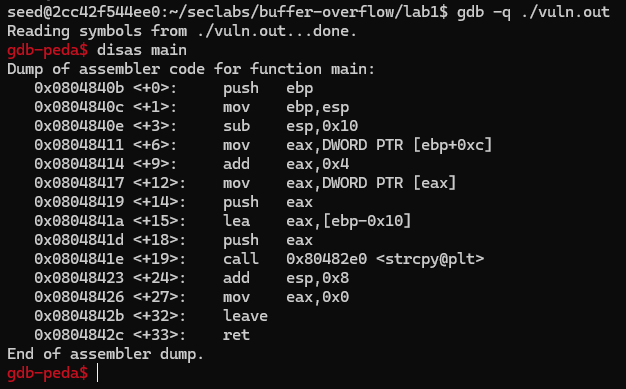 seed@2cc42f544ee0:~/seclabs/buffer-overflow/lab1$ gdb -q ./vuln.out
Reading symbols from ./vuln.out...done.
gdb-peda$ disas main
Dump of assembler code for function main:
   0x0804840b <+0>:     push   ebp
   0x0804840c <+1>:     mov    ebp,esp
   0x0804840e <+3>:     sub    esp,0x10
   0x08048411 <+6>:     mov    eax,DWORD PTR [ebp+0xc]
   0x08048414 <+9>:     add    eax,0x4
   0x08048417 <+12>:    mov    eax,DWORD PTR [eax]
   0x08048419 <+14>:    push   eax
   0x0804841a <+15>:    lea    eax,[ebp-0x10]
   0x0804841d <+18>:    push   eax
   0x0804841e <+19>:    call   0x80482e0 <strcpy@plt>
   0x08048423 <+24>:    add    esp,0x8
   0x08048426 <+27>:    mov    eax,0x0
   0x0804842b <+32>:    leave
   0x0804842c <+33>:    ret
End of assembler dump.
gdb-peda$